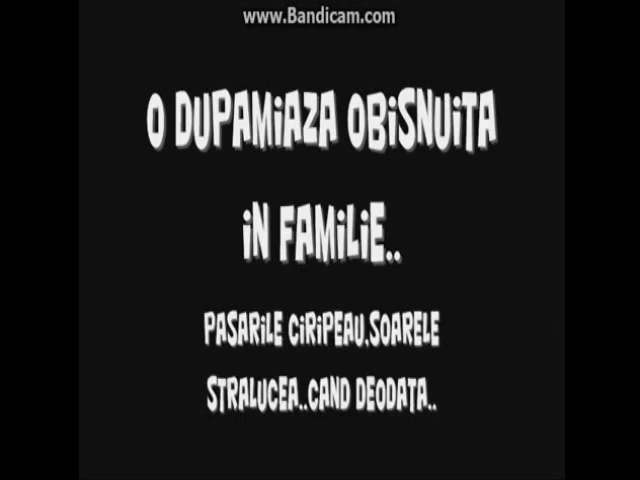 www.Bandicam.com
O DUPAMIAZA OBISNUITA
IN FAMILIE..
PASARILE CIRIPEAU,SOARELE
STRALUCEA..CAND DEODATA..